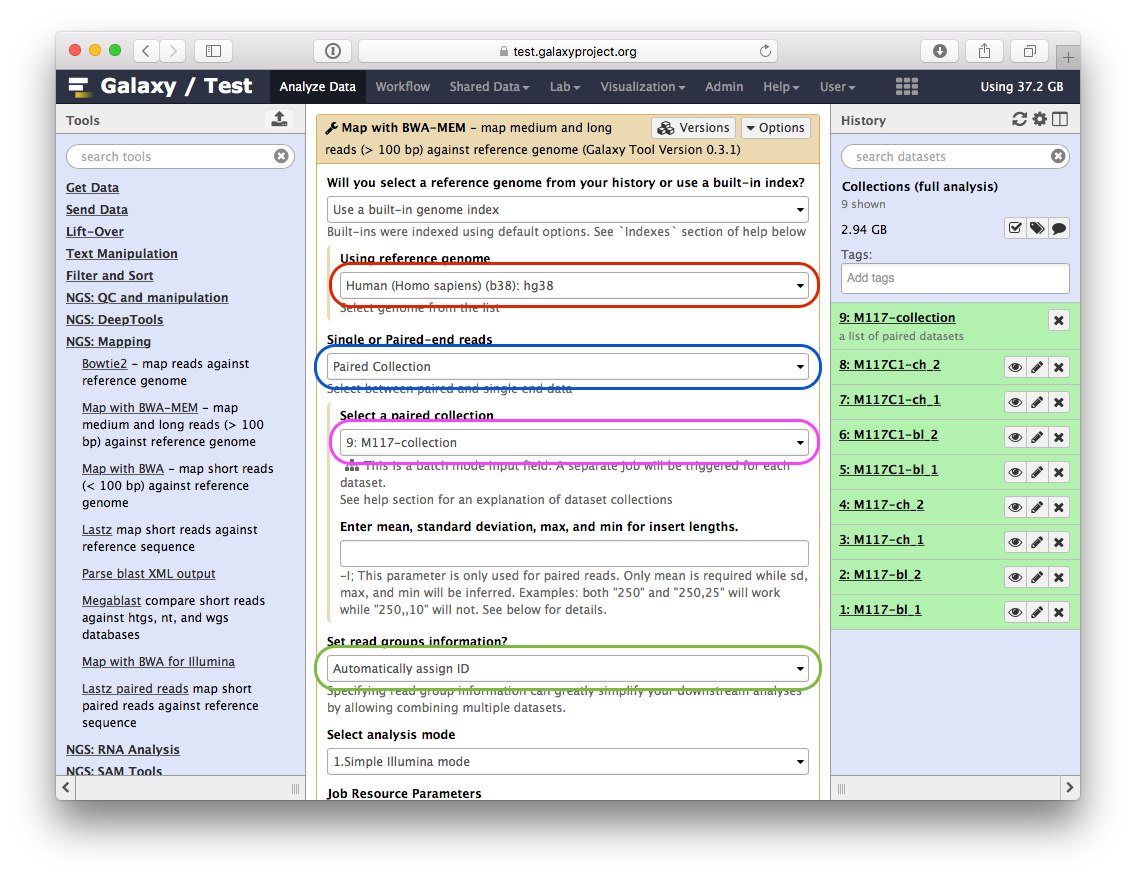 test.galaxyproject.org
Galaxy / Test
Analyze Data
Workflow
Shared Data
Lab
Visualization
Admin
Help
User
Using 37.2 GB
Tools
search tools
Get Data
Send Data
Lift-Over
Text Manipulation
Filter and Sort
NGS: QC and manipulation
NGS: DeepTools
NGS: Mapping
Bowtie2 - map reads against
reference genome
Map with BWA-MEM - map
medium and long reads (> 100
bp) against reference genome
Map with BWA - map short reads
(< 100 bp) against reference
genome
Lastz map short reads against
reference sequence
Parse blast XML output
Megablast compare short reads
against htgs, nt, and wgs
databases
Map with BWA for Illumina
Lastz paired reads map short
paired reads against reference
sequence
NGS: RNA Analysis
NGS: SAM Tools
Map with BWA-MEM - map medium and long
reads (> 100 bp) against reference genome (Galaxy Tool Version 0.3.1)
Versions
Options
Will you select a reference genome from your history or use a built-in index?
Use a built-in genome index
Built-ins were indexed using default options. See `Indexes` section of help below
Using reference genome
Human (Homo sapiens) (b38): hg38
Select genome from the list
Single or Paired-end reads
Paired Collection
Select between paired and single end data
Select a paired collection
9: M117-collection
This is a batch mode input field. A separate job will be triggered for each
dataset.
See help section for an explanation of dataset collections
Enter mean, standard deviation, max, and min for insert lengths.
-I; This parameter is only used for paired reads. Only mean is required while sd,
max, and min will be inferred. Examples: both "250" and "250,25" will work
while "250,,10" will not. See below for details.
Set read groups information?
Automatically assign ID
Specifying read group information can greatly simplify your downstream analyses
by allowing combining multiple datasets.
Select analysis mode
1.Simple Illumina mode
Job Resource Parameters
History
search datasets
Collections (full analysis)
9 shown
2.94 GB
Tags:
Add tags
9: M117-collection
a list of paired datasets
8: M117C1-ch_2
7: M117C1-ch_1
6: M117C1-bl_2
5: M117C1-bl_1
4: M117-ch_2
3: M117-ch_1
2: M117-bl_2
1: M117-bl_1